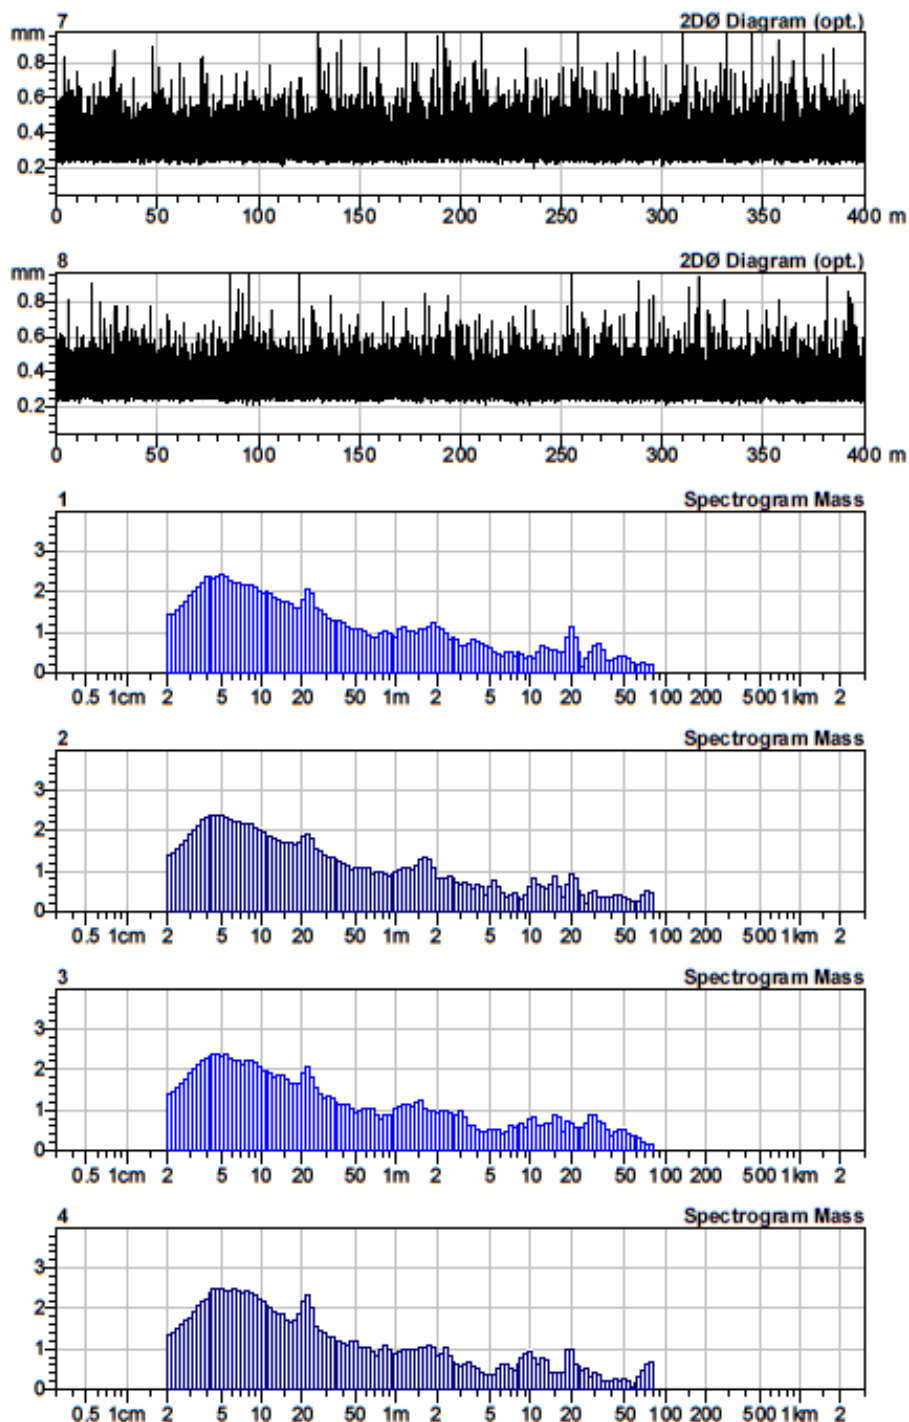 7 2DØ Diagram (opt.)
mm
0.8
0.6
0.4
0.2
0 50 100 150 200 250 300 350 400 m
8 2DØ Diagram (opt.)
mm
0.8
0.6
0.4
0.2
0 50 100 150 200 250 300 350 400 m
1 Spectrogram Mass
3
2
1
0
0.5 1cm 2 5 10 20 50 1m 2 5 10 20 50 100 200 500 1km 2
2 Spectrogram Mass
3
2
1
0
0.5 1cm 2 5 10 20 50 1m 2 5 10 20 50 100 200 500 1km 2
3 Spectrogram Mass
3
2
1
0
0.5 1cm 2 5 10 20 50 1m 2 5 10 20 50 100 200 500 1km 2
4 Spectrogram Mass
3
2
1
0
0.5 1cm 2 5 10 20 50 1m 2 5 10 20 50 100 200 500 1km 2